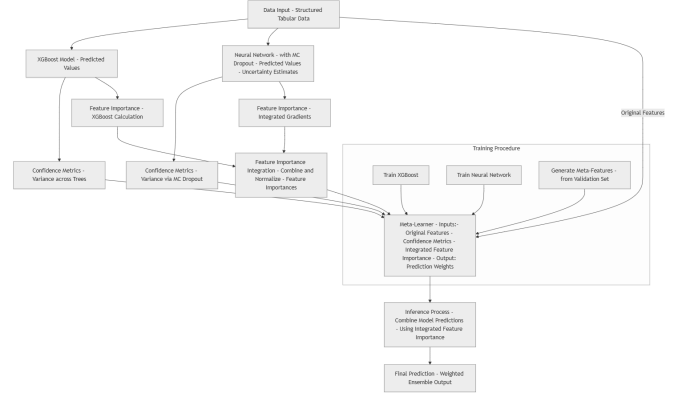 Data Input - Structured
Tabular Data
XGBoost Model - Predicted
Values
Neural Network - with MC
Dropout - Predicted Values
- Uncertainty Estimates
Feature Importance -
XGBoost Calculation
Feature Importance -
Integrated Gradients
Original Features
Confidence Metrics -
Variance across Trees
Confidence Metrics -
Variance via MC Dropout
Feature Importance
Integration - Combine and
Normalize - Feature
Importances
Training Procedure
Train XGBoost
Train Neural Network
Generate Meta-Features -
from Validation Set
Meta-Learner - Inputs:-
Original Features -
Confidence Metrics -
Integrated Feature
Importance - Output:
Prediction Weights
Inference Process -
Combine Model Predictions
- Using Integrated Feature
Importance
Final Prediction - Weighted
Ensemble Output